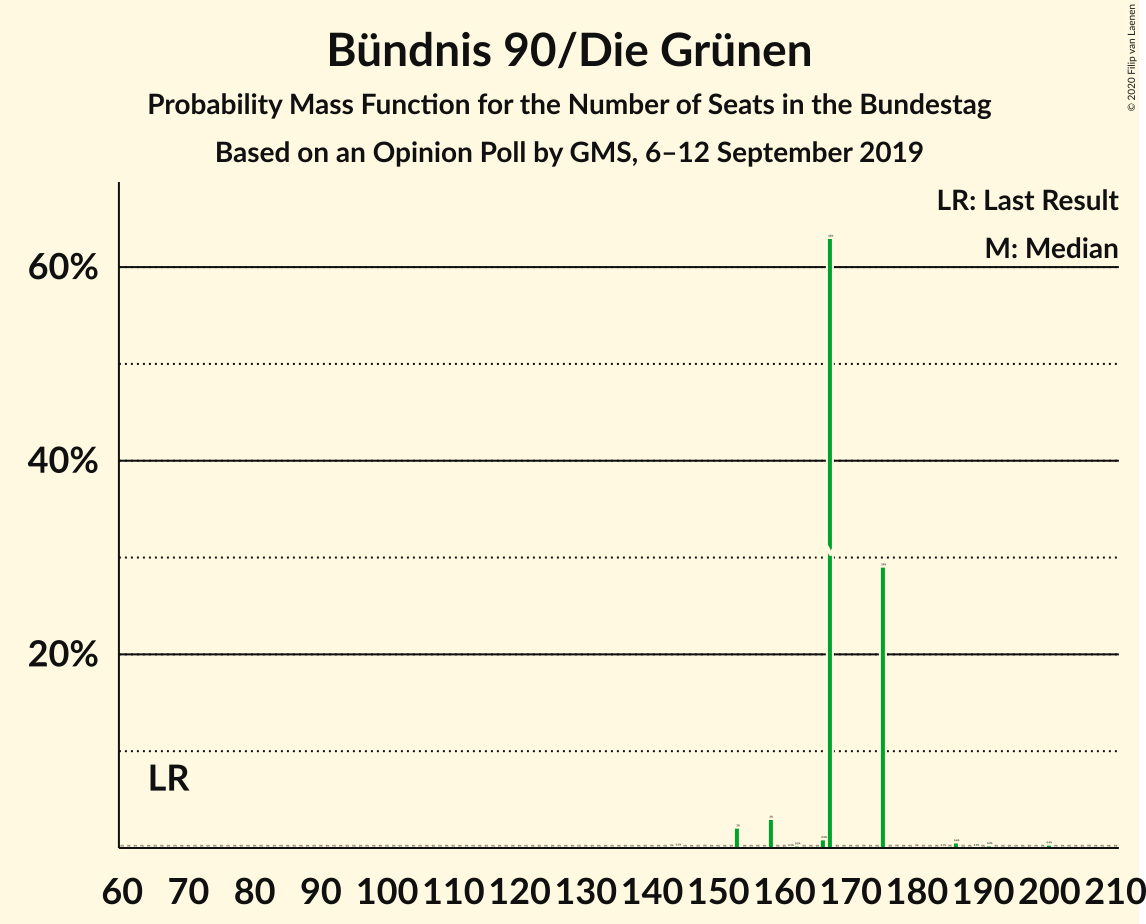 Bündnis 90/Die Grünen
Probability Mass Function for the Number of Seats in the Bundestag
Based on an Opinion Poll by GMS, 6–12 September 2019
© 2020 Filip van Laenen
LR: Last Result
M: Median
60%
40%
20%
LR
60 70 80 90 100 110 120 130 140 150 160 170 180 190 200 210